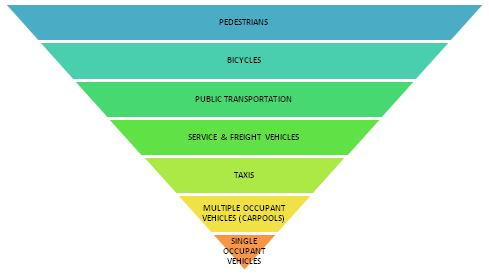 PEDESTRIANS
BICYCLES
PUBLIC TRANSPORTATION
SERVICE & FREIGHT VEHICLES
TAXIS
MULTIPLE OCCUPANT
VEHICLES (CARPOOLS)
SINGLE
OCCUPANT
VEHICLES